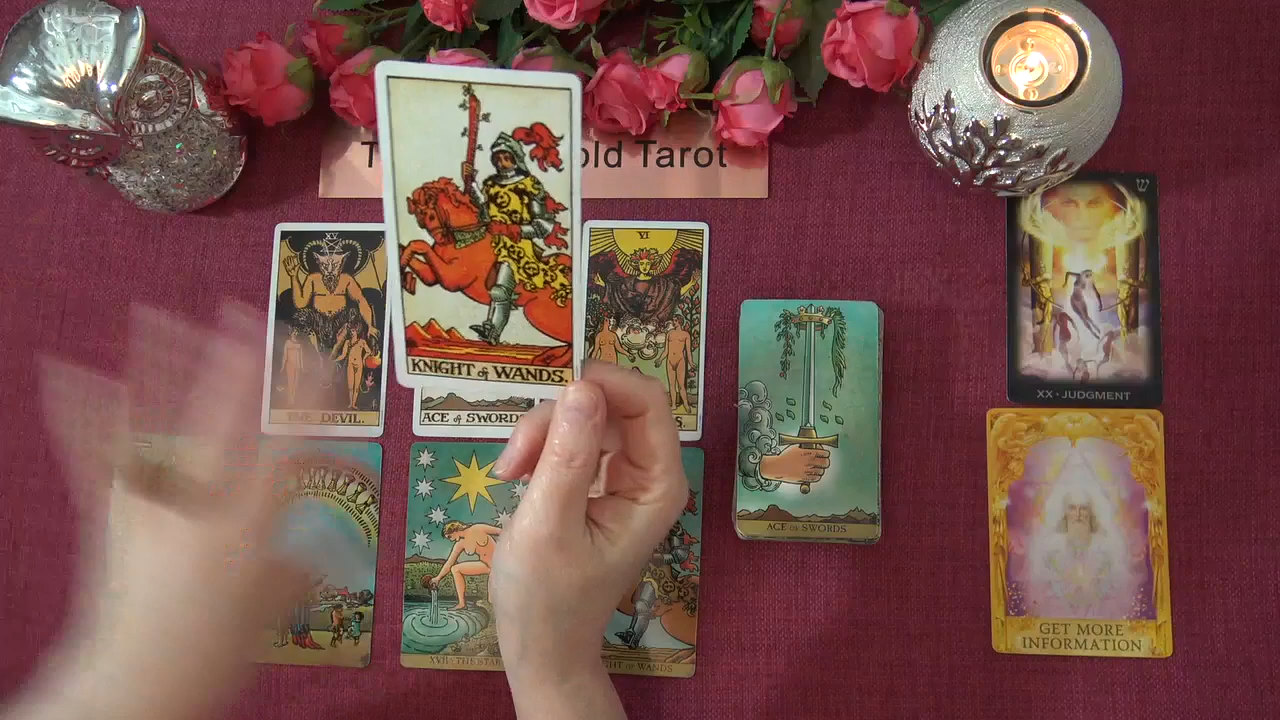 T
old Tarot
XV
VI
THE DEVIL.
KNIGHT of WANDS.
ACE of SWORDS
S.
XX · JUDGMENT
XVII · THE STAR
GHT OF WANDS
ACE of SWORDS
GET MORE
INFORMATION